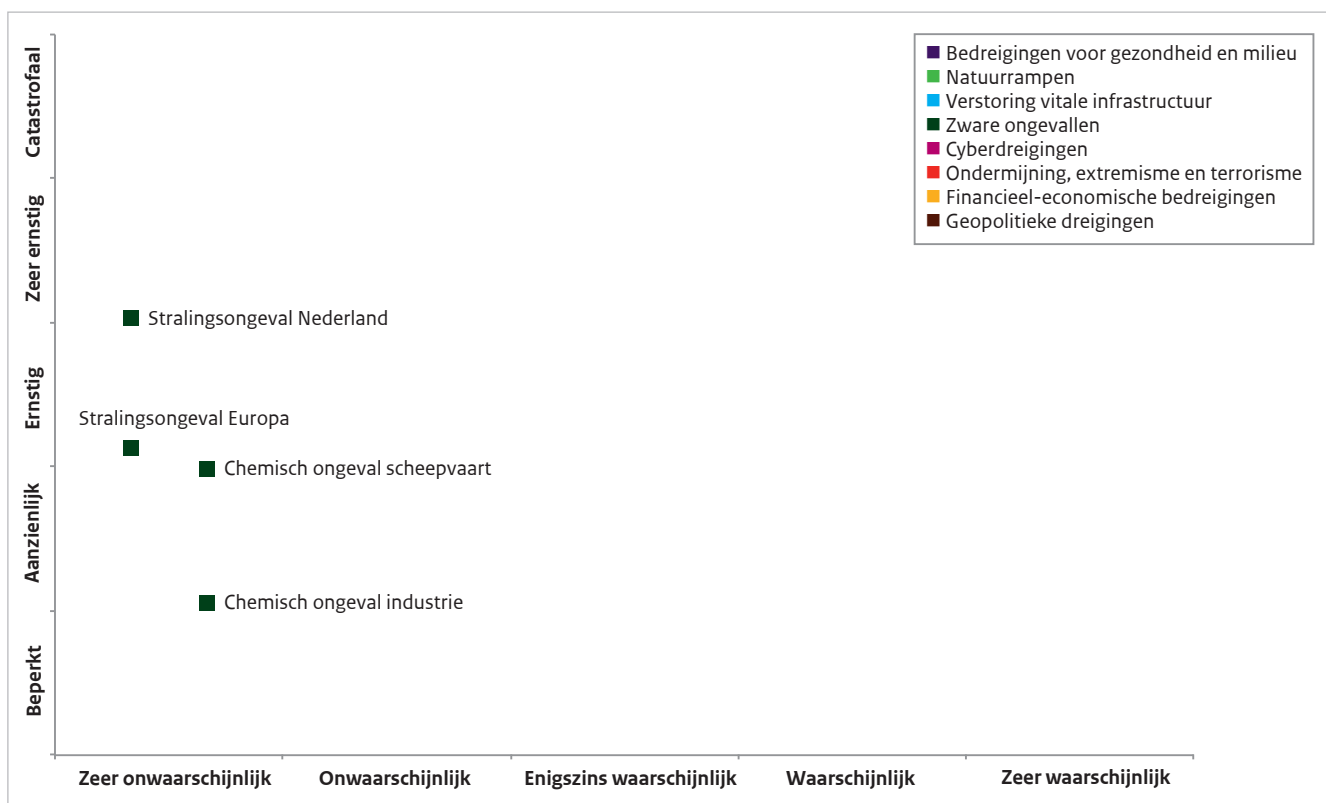 Catastrofaal
Zeer ernstig
Ernstig
Aanzienlijk
Beperkt
Bedreigingen voor gezondheid en milieu
Natuurrampen
Verstoring vitale infrastructuur
Zware ongevallen
Cyberdreigingen
Ondermijning, extremisme en terrorisme
Financieel-economische bedreigingen
Geopolitieke dreigingen
Stralingsongeval Nederland
Stralingsongeval Europa
Chemisch ongeval scheepvaart
Chemisch ongeval industrie
Zeer onwaarschijnlijk
Onwaarschijnlijk
Enigszins waarschijnlijk
Waarschijnlijk
Zeer waarschijnlijk